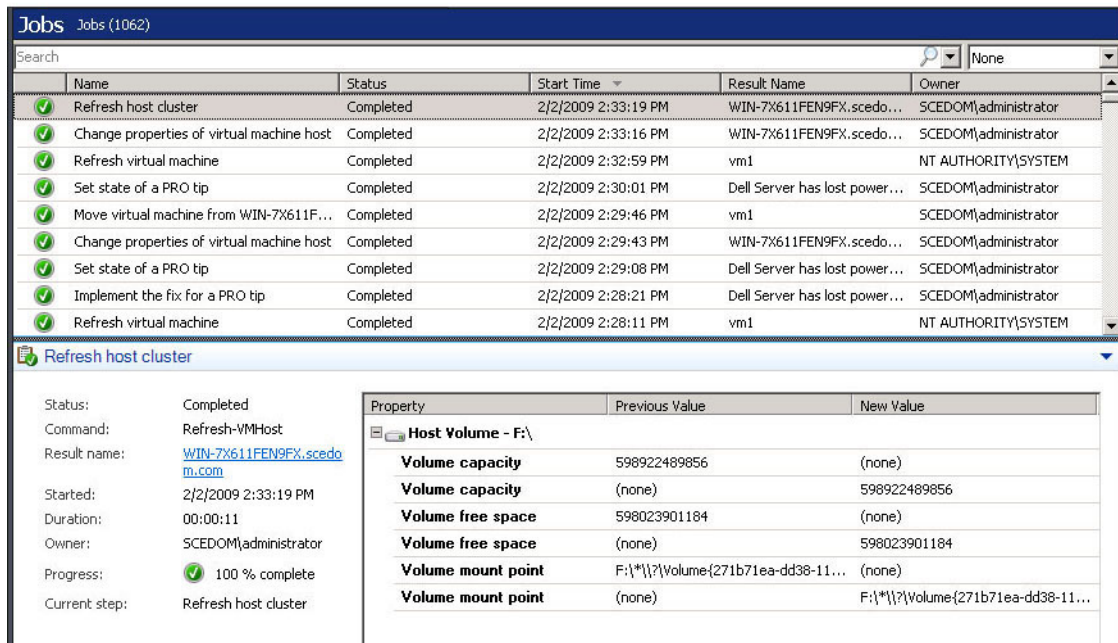 Jobs Jobs (1062)
Search None
Name Status Start Time Result Name Owner
Refresh host cluster Completed 2/2/2009 2:33:19 PM WIN-7X611FEN9FX.scedo... SCEDOM\administrator
Change properties of virtual machine host Completed 2/2/2009 2:33:16 PM WIN-7X611FEN9FX.scedo... SCEDOM\administrator
Refresh virtual machine Completed 2/2/2009 2:32:59 PM vm1 NT AUTHORITY\SYSTEM
Set state of a PRO tip Completed 2/2/2009 2:30:01 PM Dell Server has lost power... SCEDOM\administrator
Move virtual machine from WIN-7X611F... Completed 2/2/2009 2:29:46 PM vm1 SCEDOM\administrator
Change properties of virtual machine host Completed 2/2/2009 2:29:43 PM WIN-7X611FEN9FX.scedo... SCEDOM\administrator
Set state of a PRO tip Completed 2/2/2009 2:29:08 PM Dell Server has lost power... SCEDOM\administrator
Implement the fix for a PRO tip Completed 2/2/2009 2:28:21 PM Dell Server has lost power... SCEDOM\administrator
Refresh virtual machine Completed 2/2/2009 2:28:11 PM vm1 NT AUTHORITY\SYSTEM
Refresh host cluster
Status: Completed
Command: Refresh-VMHost
Result name: WIN-7X611FEN9FX.scedo
m.com
Started: 2/2/2009 2:33:19 PM
Duration: 00:00:11
Owner: SCEDOM\administrator
Progress: 100 % complete
Current step: Refresh host cluster
Property Previous Value New Value
Host Volume - F:\
Volume capacity 598922489856 (none)
Volume capacity (none) 598922489856
Volume free space 598023901184 (none)
Volume free space (none) 598023901184
Volume mount point F:\*\\?\Volume{271b71ea-dd38-11... (none)
Volume mount point (none) F:\*\\?\Volume{271b71ea-dd38-11...